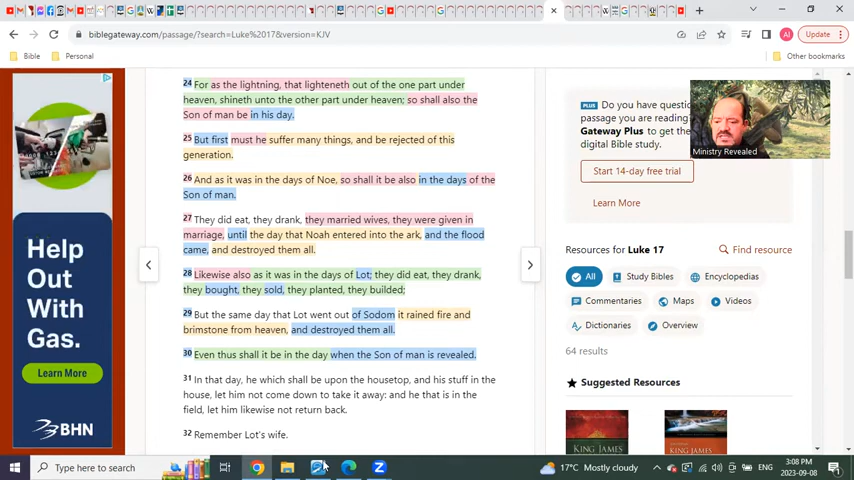 biblegateway.com/passage/?search=Luke%2017&version=KJV
Update
Bible
Personal
Other bookmarks
24 For as the lightning, that lighteneth out of the one part under
heaven, shineth unto the other part under heaven; so shall also the
Son of man be in his day.
25 But first must he suffer many things, and be rejected of this
generation.
26 And as it was in the days of Noe, so shall it be also in the days of the
Son of man.
27 They did eat, they drank, they married wives, they were given in
marriage, until the day that Noah entered into the ark, and the flood
came, and destroyed them all.
28 Likewise also as it was in the days of Lot; they did eat, they drank,
they bought, they sold, they planted, they builded;
29 But the same day that Lot went out of Sodom it rained fire and
brimstone from heaven, and destroyed them all.
30 Even thus shall it be in the day when the Son of man is revealed.
31 In that day, he which shall be upon the housetop, and his stuff in the
house, let him not come down to take it away: and he that is in the
field, let him likewise not return back.
32 Remember Lot's wife.
Help
Out
With
Gas.
Learn More
BHN
PLUS Do you have questi
passage you are reading
Gateway Plus to get the
digital Bible study.
Start 14-day free trial
Learn More
Ministry Revealed
Resources for Luke 17
Find resource
All
Study Bibles
Encyclopedias
Commentaries
Maps
Videos
Dictionaries
Overview
64 results
Suggested Resources
KING JAMES
KING JAMES
Type here to search
17°C Mostly cloudy
ENG
3:08 PM
2023-09-08